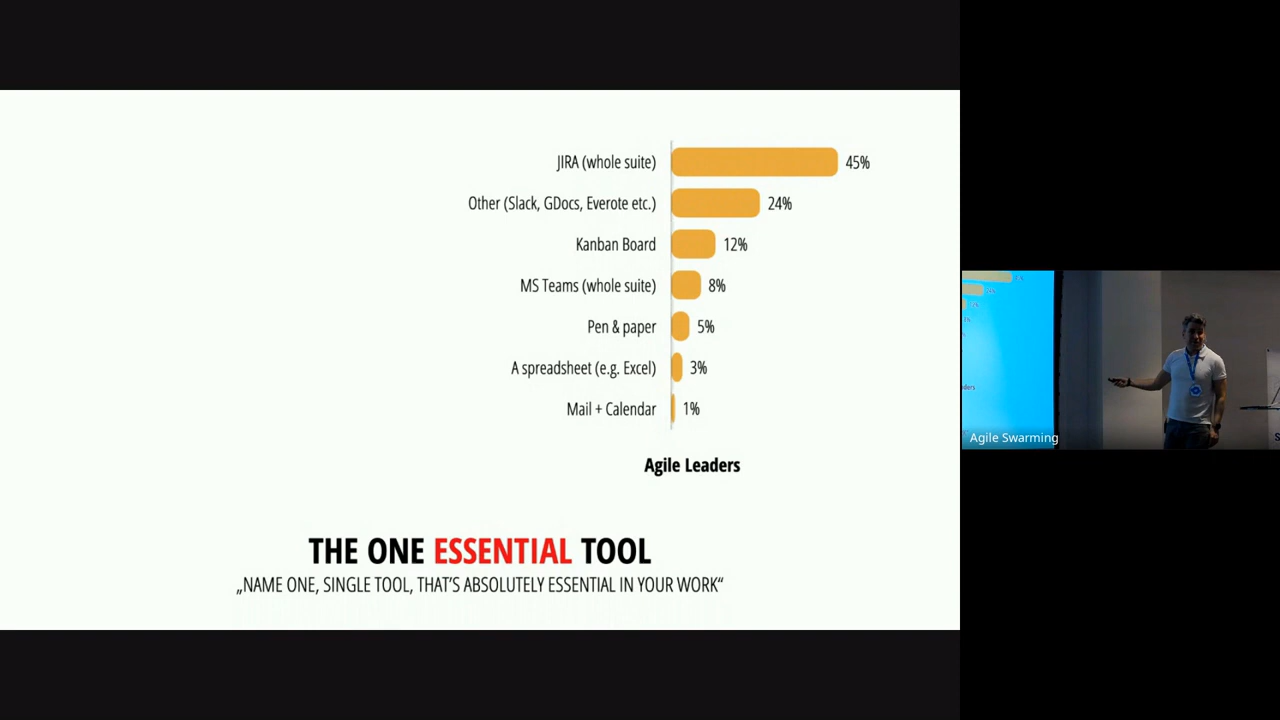 JIRA (whole suite) 45%
Other (Slack, GDocs, Everote etc.) 24%
Kanban Board 12%
MS Teams (whole suite) 8%
Pen & paper 5%
A spreadsheet (e.g. Excel) 3%
Mail + Calendar 1%
Agile Leaders
THE ONE ESSENTIAL TOOL
„NAME ONE, SINGLE TOOL, THAT'S ABSOLUTELY ESSENTIAL IN YOUR WORK“
Agile Swarming